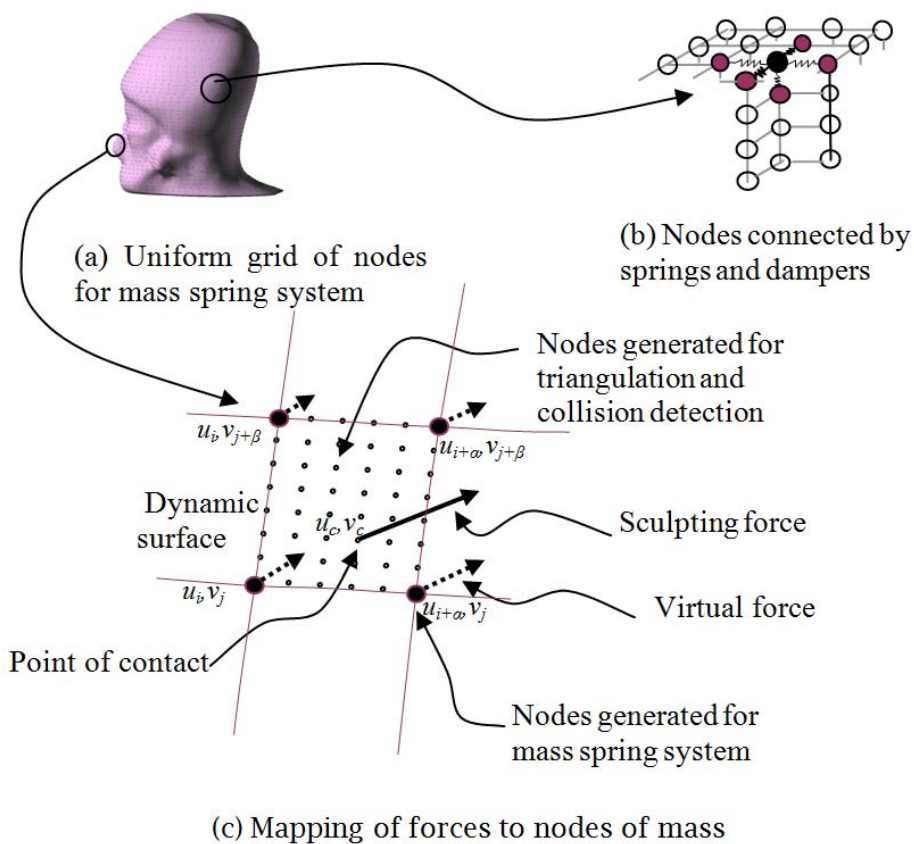 (a) Uniform grid of nodes
for mass spring system
(b) Nodes connected by
springs and dampers
Nodes generated for
triangulation and
collision detection
u_i,v_{j+β}
u_{i+α},v_{j+β}
Dynamic
surface
u_c,v_c
Sculpting force
u_i,v_j
u_{i+α},v_j
Virtual force
Point of contact
Nodes generated for
mass spring system
(c) Mapping of forces to nodes of mass